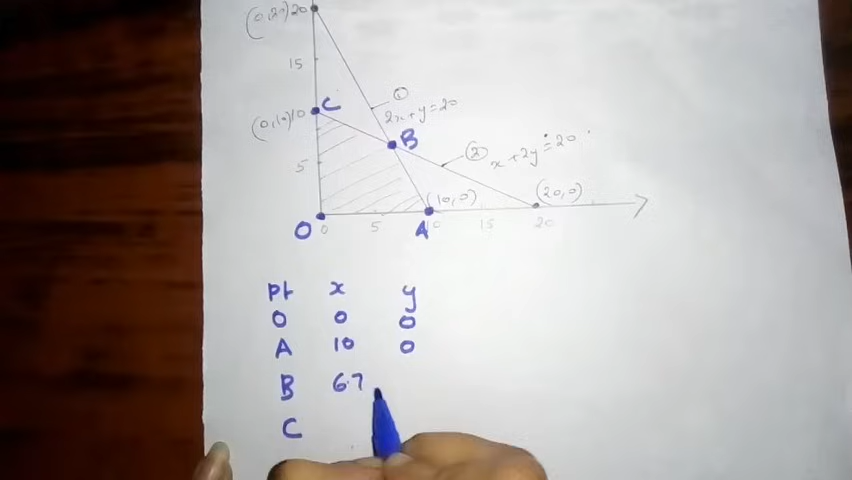 (0,20) 20
15
①
2x+y=20
C
(0,10) 10
B
② x+2y=20
5
(10,0)
(20,0)
O 0 5 A 10 15 20
Pt x y
O 0 0
A 10 0
B 6.7
C